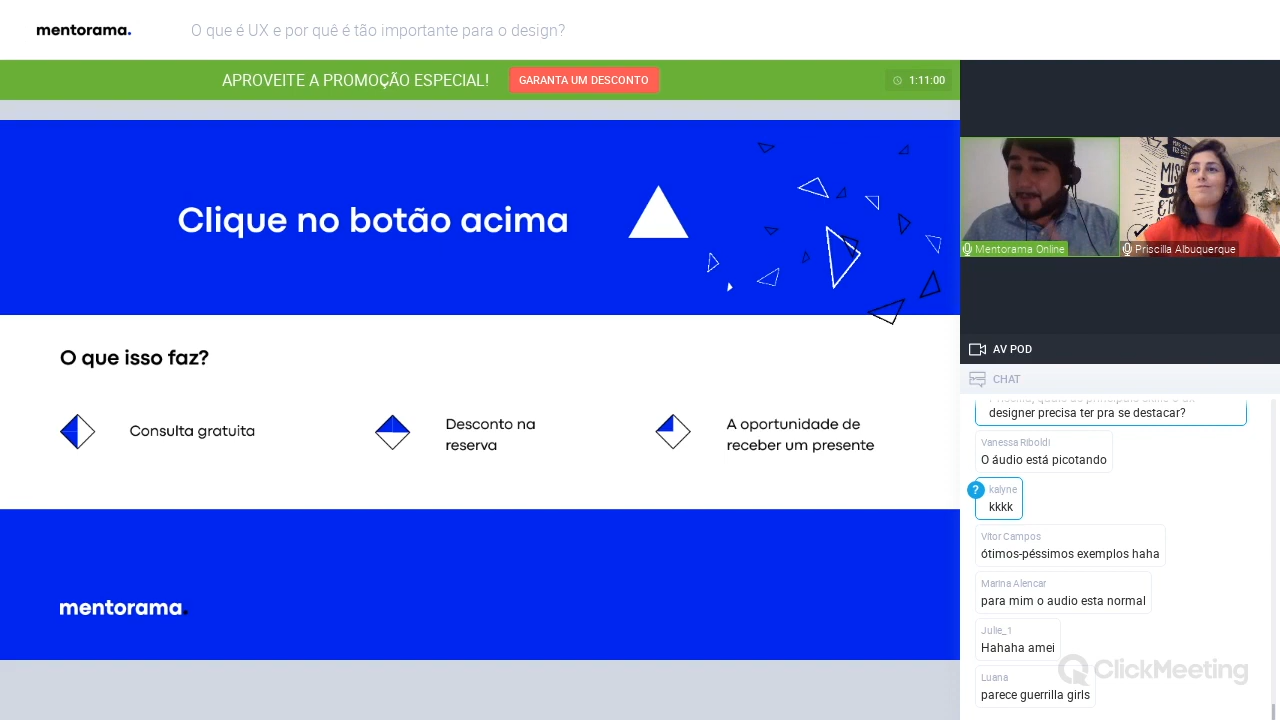 mentorama.
O que é UX e por quê é tão importante para o design?
APROVEITE A PROMOÇÃO ESPECIAL!
GARANTA UM DESCONTO
1:11:00
Clique no botão acima
O que isso faz?
Consulta gratuita
Desconto na
reserva
A oportunidade de
receber um presente
mentorama.
Mentorama Online
Priscilla Albuquerque
AV POD
CHAT
designer precisa ter pra se destacar?
Vanessa Riboldi
O áudio está picotando
?
kalyne
kkkk
Vítor Campos
ótimos-péssimos exemplos haha
Marina Alencar
para mim o audio esta normal
Julie_1
Hahaha amei
Luana
parece guerrilla girls
ClickMeeting